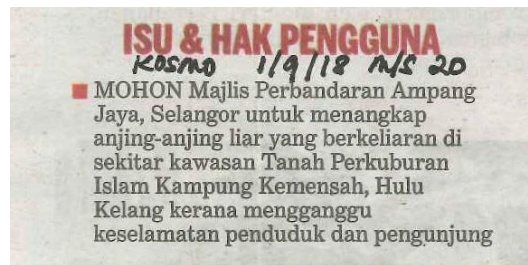 ISU & HAK PENGGUNA
KOSMO 1/9/18 M/S 20
MOHON Majlis Perbandaran Ampang
Jaya, Selangor untuk menangkap
anjing-anjing liar yang berkeliaran di
sekitar kawasan Tanah Perkuburan
Islam Kampung Kemensah, Hulu
Kelang kerana mengganggu
keselamatan penduduk dan pengunjung